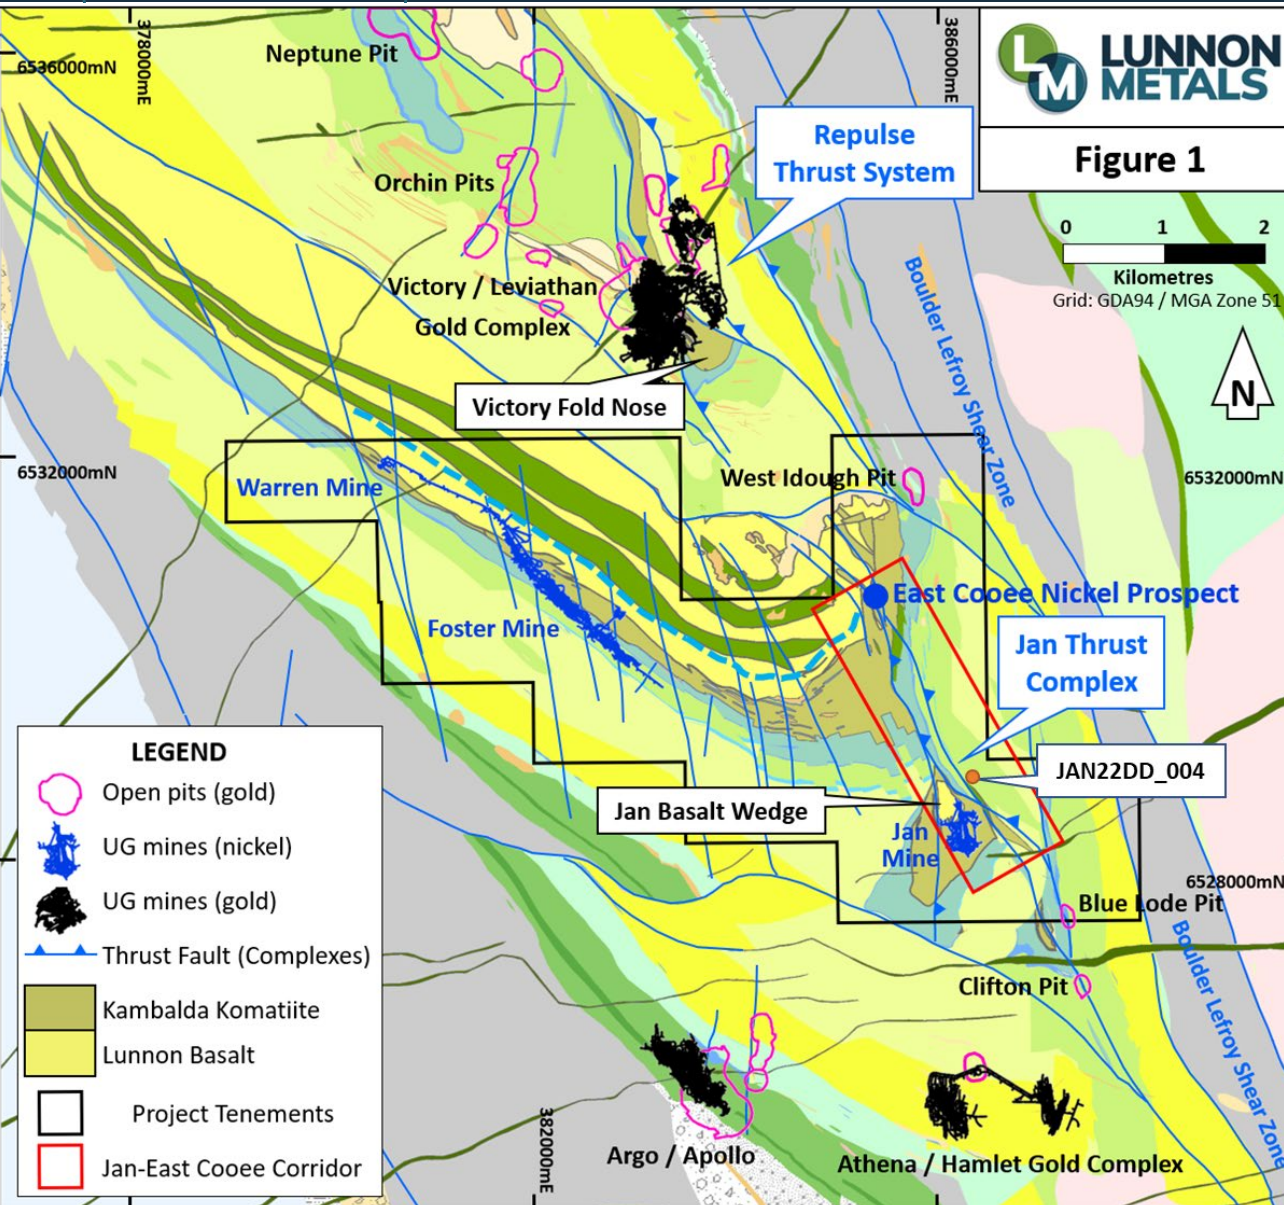 Neptune Pit
378000mE
6536000mN
386000mE
LM
LUNNON
METALS
Figure 1
Repulse
Thrust System
Orchin Pits
0 1 2
Kilometres
Grid: GDA94 / MGA Zone 51
N
Victory / Leviathan
Gold Complex
Boulder Lefroy Shear Zone
Victory Fold Nose
6532000mN
6532000mN
West Idough Pit
Warren Mine
East Cooee Nickel Prospect
Foster Mine
Jan Thrust
Complex
JAN22DD_004
Jan Basalt Wedge
Jan
Mine
6528000mN
Blue Lode Pit
Clifton Pit
Boulder Lefroy Shear Zone
LEGEND
Open pits (gold)
UG mines (nickel)
UG mines (gold)
Thrust Fault (Complexes)
Kambalda Komatiite
Lunnon Basalt
Project Tenements
Jan-East Cooee Corridor
382000mE
Argo / Apollo
Athena / Hamlet Gold Complex